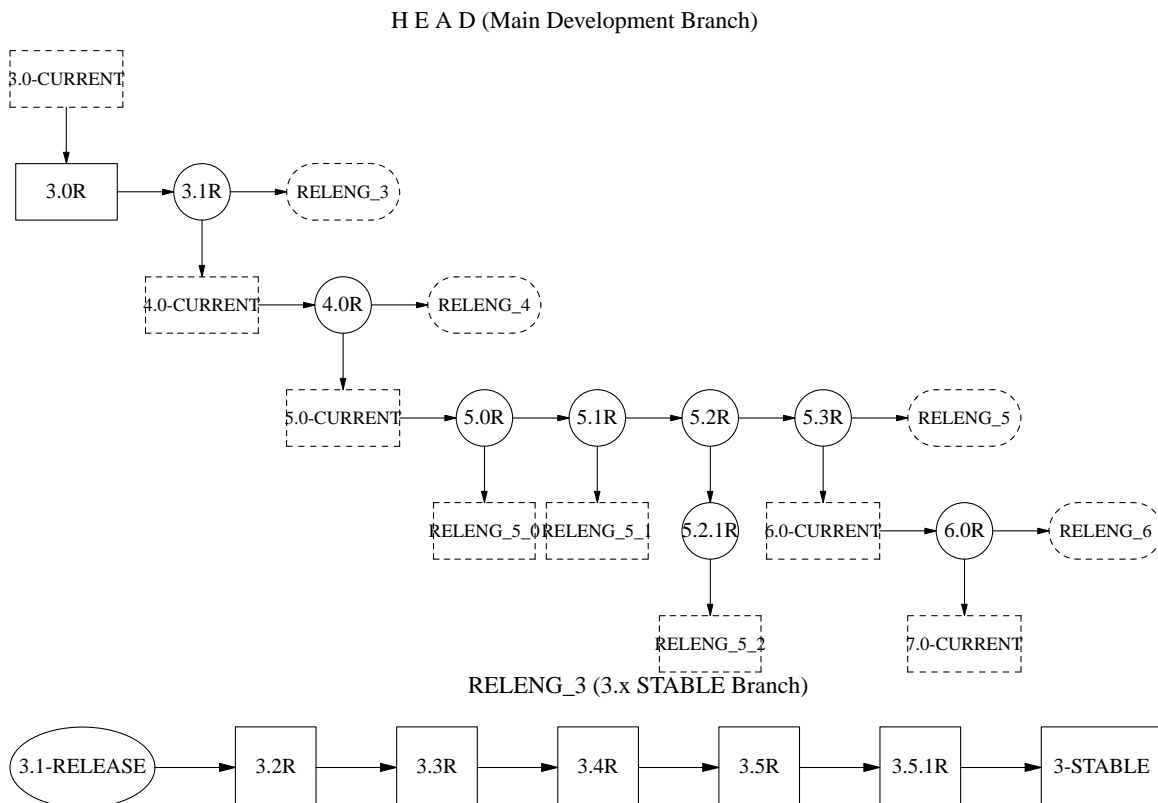 H E A D (Main Development Branch)
3.0-CURRENT
3.0R
3.1R
RELENG_3
4.0-CURRENT
4.0R
RELENG_4
5.0-CURRENT
5.0R
5.1R
5.2R
5.3R
RELENG_5
RELENG_5_0
RELENG_5_1
5.2.1R
6.0-CURRENT
6.0R
RELENG_6
RELENG_5_2
7.0-CURRENT
RELENG_3 (3.x STABLE Branch)
3.1-RELEASE
3.2R
3.3R
3.4R
3.5R
3.5.1R
3-STABLE